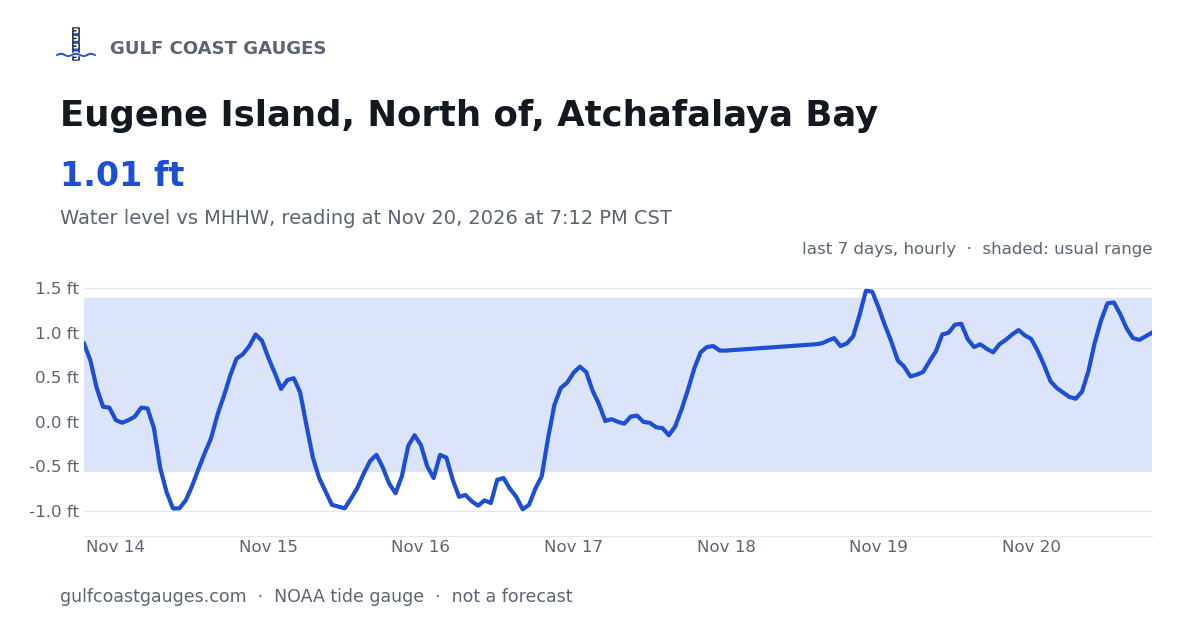 GULF COAST GAUGES
Eugene Island, North of, Atchafalaya Bay
1.01 ft
Water level vs MHHW, reading at Nov 20, 2026 at 7:12 PM CST
last 7 days, hourly · shaded: usual range
1.5 ft
1.0 ft
0.5 ft
0.0 ft
-0.5 ft
-1.0 ft
Nov 14 Nov 15 Nov 16 Nov 17 Nov 18 Nov 19 Nov 20
gulfcoastgauges.com · NOAA tide gauge · not a forecast